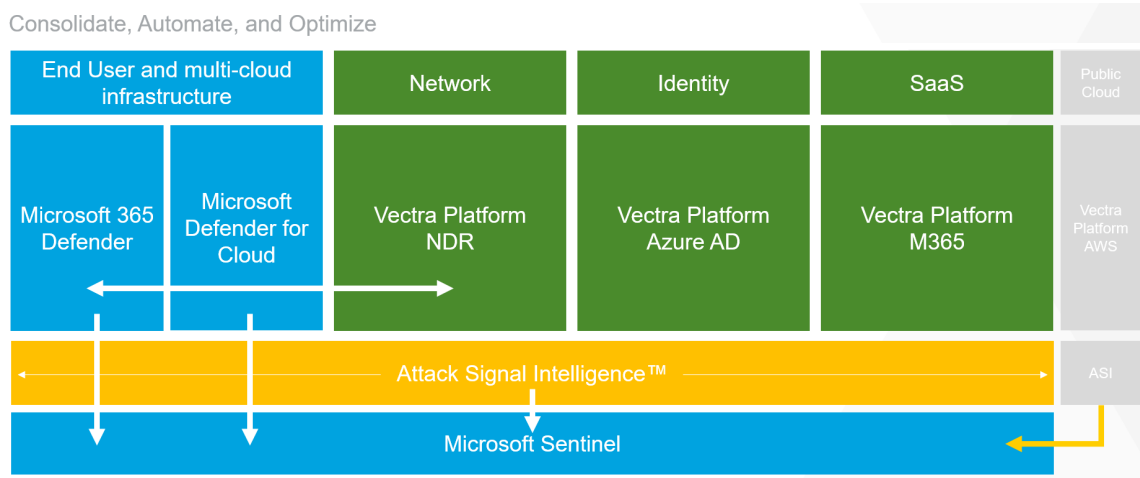 Consolidate, Automate, and Optimize
End User and multi-cloud
infrastructure
Network
Identity
SaaS
Public
Cloud
Microsoft 365
Defender
Microsoft
Defender for
Cloud
Vectra Platform
NDR
Vectra Platform
Azure AD
Vectra Platform
M365
Vectra
Platform
AWS
Attack Signal Intelligence™
ASI
Microsoft Sentinel